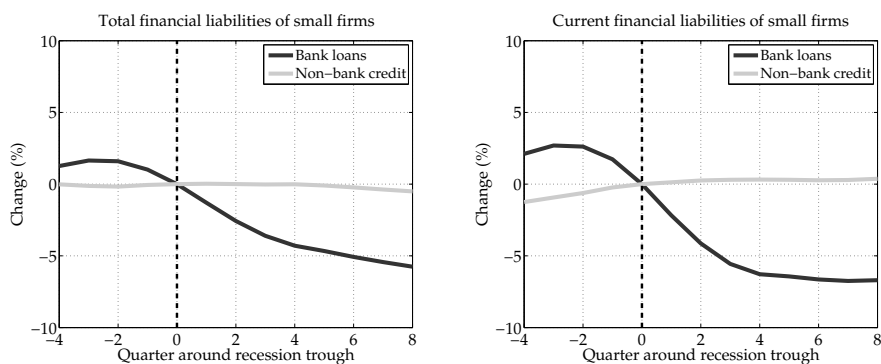 Total financial liabilities of small firms
10
5
0
−5
−10
Change (%)
Bank loans
Non−bank credit
−4
−2
0
2
4
6
8
Quarter around recession trough
Current financial liabilities of small firms
10
5
0
−5
−10
Change (%)
Bank loans
Non−bank credit
−4
−2
0
2
4
6
8
Quarter around recession trough